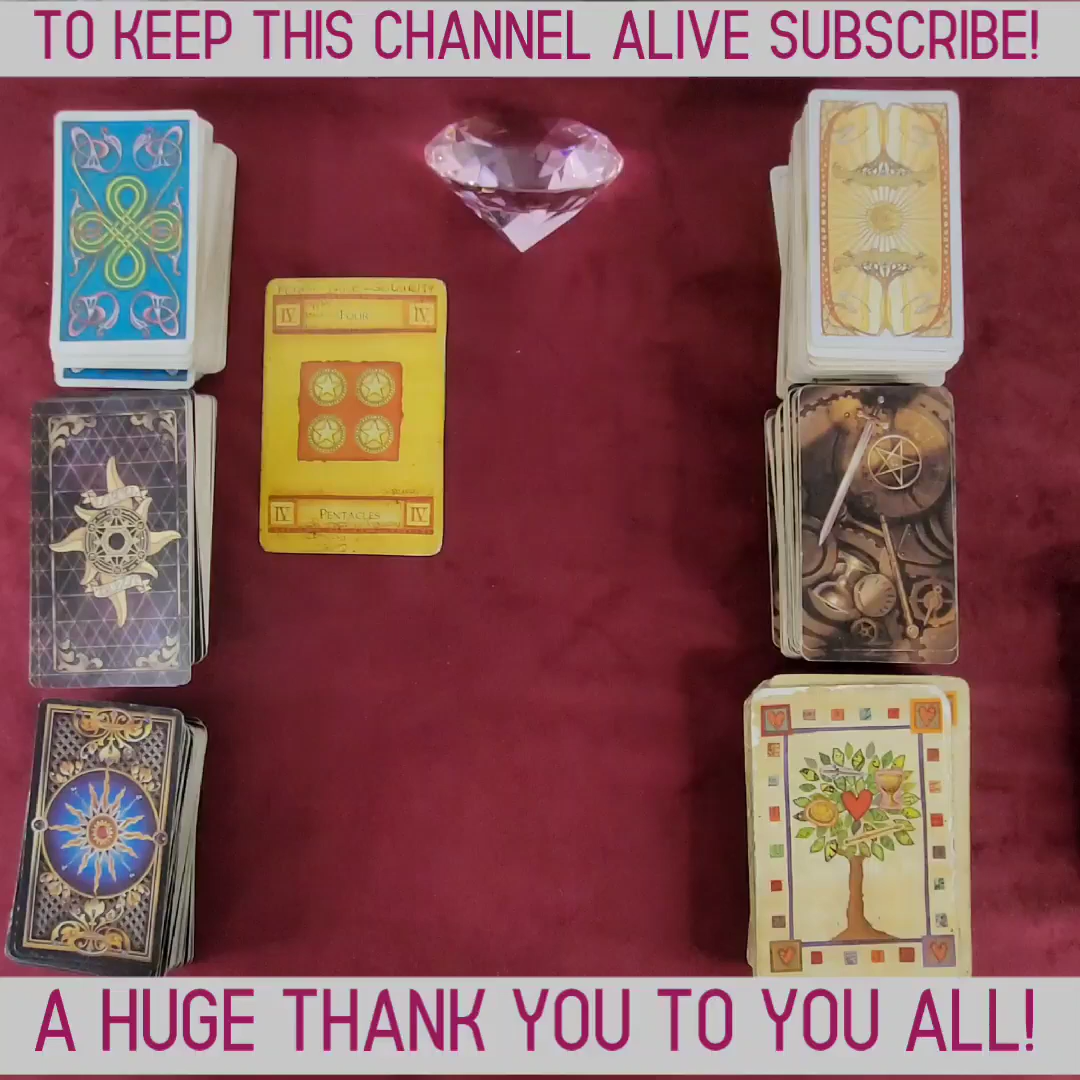 TO KEEP THIS CHANNEL ALIVE SUBSCRIBE!
IV FOUR IV
IV PENTACLES IV
A HUGE THANK YOU TO YOU ALL!